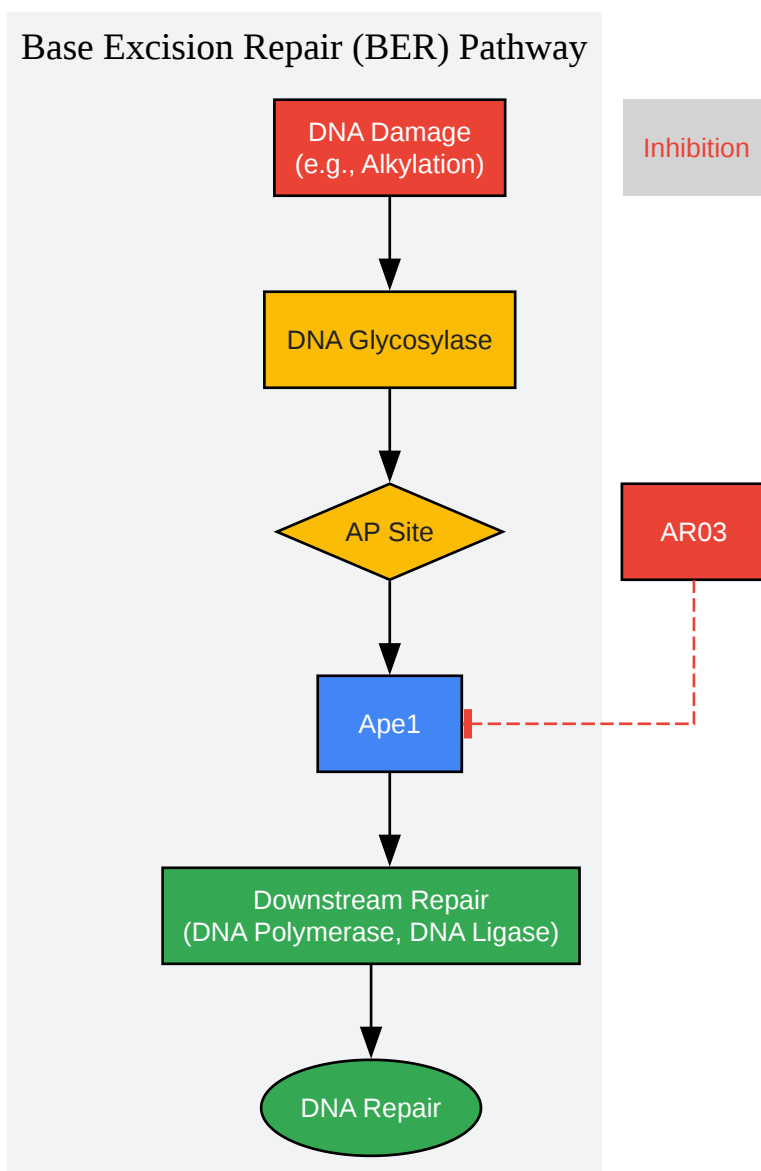 Base Excision Repair (BER) Pathway
DNA Damage
(e.g., Alkylation)
Inhibition
DNA Glycosylase
AP Site
AR03
Ape1
Downstream Repair
(DNA Polymerase, DNA Ligase)
DNA Repair